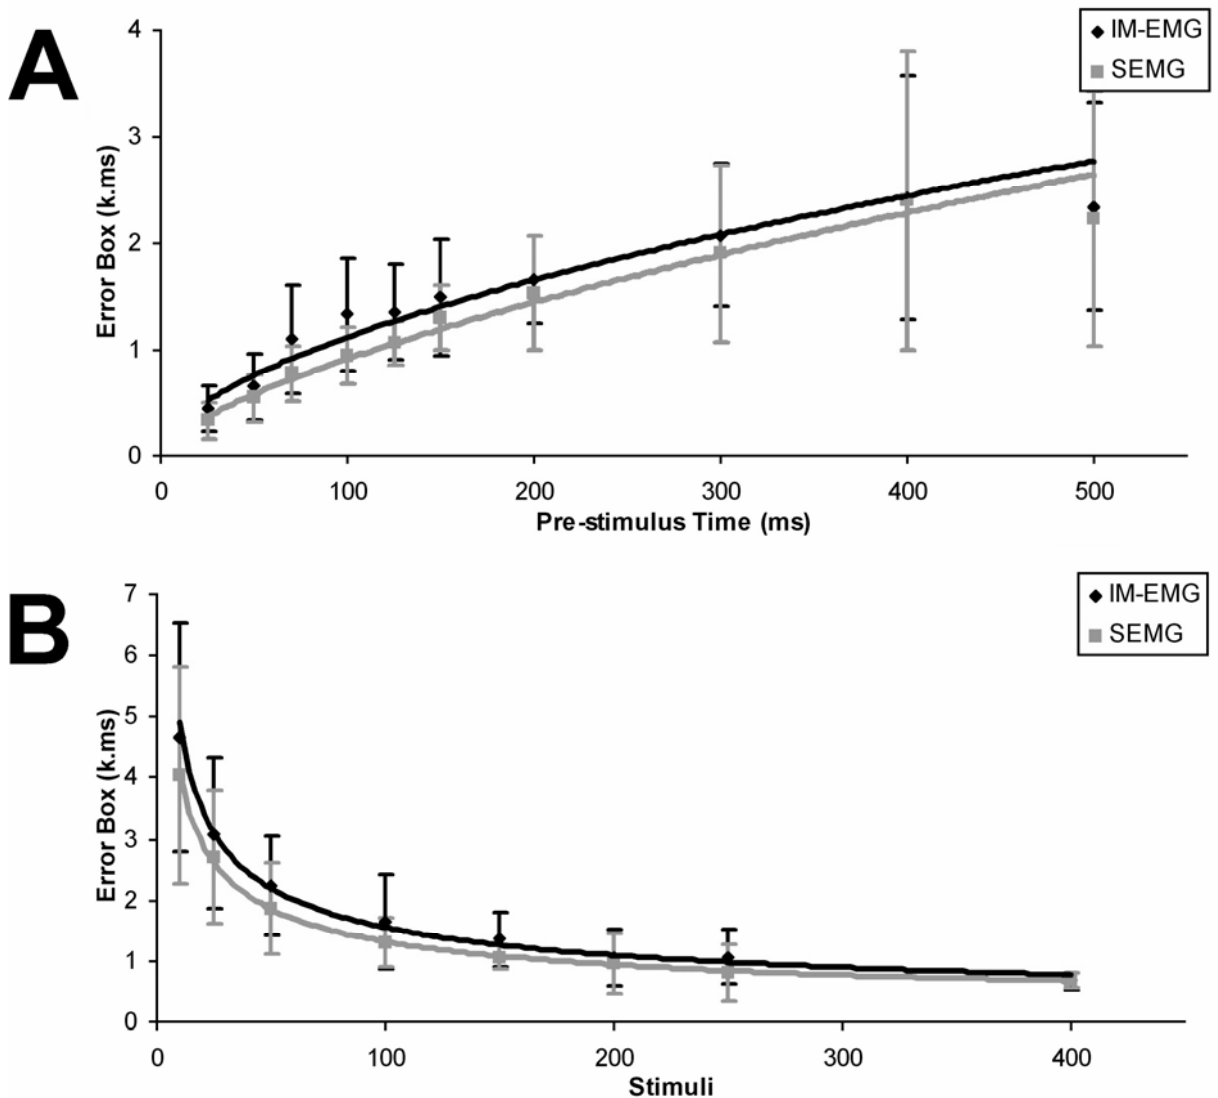 A
4
3
2
1
0
Error Box (k.ms)
IM-EMG
SEMG
0 100 200 300 400 500
Pre-stimulus Time (ms)
B
7
6
5
4
3
2
1
0
Error Box (k.ms)
IM-EMG
SEMG
0 100 200 300 400
Stimuli